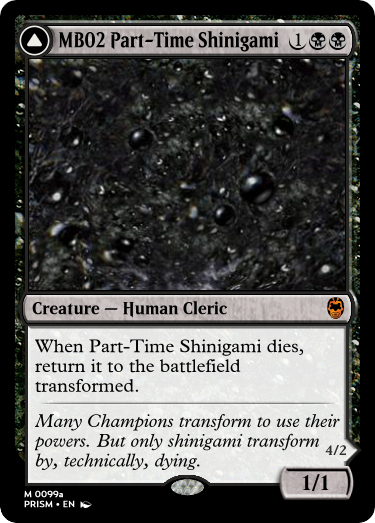 MB02 Part-Time Shinigami 1
Creature — Human Cleric
When Part-Time Shinigami dies,
return it to the battlefield
transformed.
Many Champions transform to use their
powers. But only shinigami transform
by, technically, dying.
4/2
1/1
M 0099a
PRISM • EN